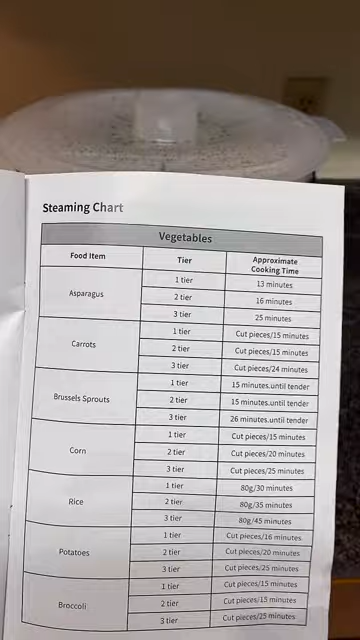 Steaming Chart
Vegetables
Food Item Tier Approximate Cooking Time
Asparagus 1 tier 13 minutes
2 tier 16 minutes
3 tier 25 minutes
Carrots 1 tier Cut pieces/15 minutes
2 tier Cut pieces/15 minutes
3 tier Cut pieces/24 minutes
Brussels Sprouts 1 tier 15 minutes.until tender
2 tier 15 minutes.until tender
3 tier 26 minutes.until tender
Corn 1 tier Cut pieces/15 minutes
2 tier Cut pieces/20 minutes
3 tier Cut pieces/25 minutes
Rice 1 tier 80g/30 minutes
2 tier 80g/35 minutes
3 tier 80g/45 minutes
Potatoes 1 tier Cut pieces/16 minutes
2 tier Cut pieces/20 minutes
3 tier Cut pieces/25 minutes
Broccoli 1 tier Cut pieces/15 minutes
2 tier Cut pieces/15 minutes
3 tier Cut pieces/25 minutes